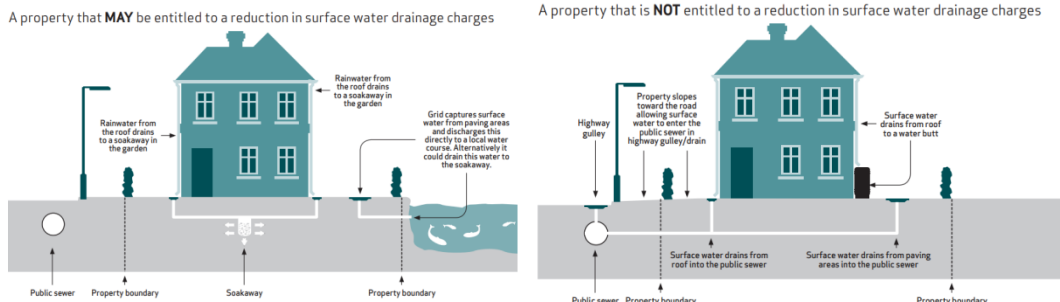 A property that MAY be entitled to a reduction in surface water drainage charges
Rainwater from
the roof drains
to a soakaway in
the garden
Rainwater from
the roof drains
to a soakaway in
the garden
Grid captures surface
water from paving areas
and discharges this
directly to a local water
course. Alternatively it
could drain this water to
the soakaway.
Public sewer
Property boundary
Soakaway
Property boundary
A property that is NOT entitled to a reduction in surface water drainage charges
Highway
gulley
Property slopes
toward the road
allowing surface
water to enter the
public sewer in
highway gulley/drain
Surface water
drains from roof
to a water butt
Surface water drains from
roof into the public sewer
Surface water drains from paving
areas into the public sewer
Public sewer
Property boundary
Property boundary